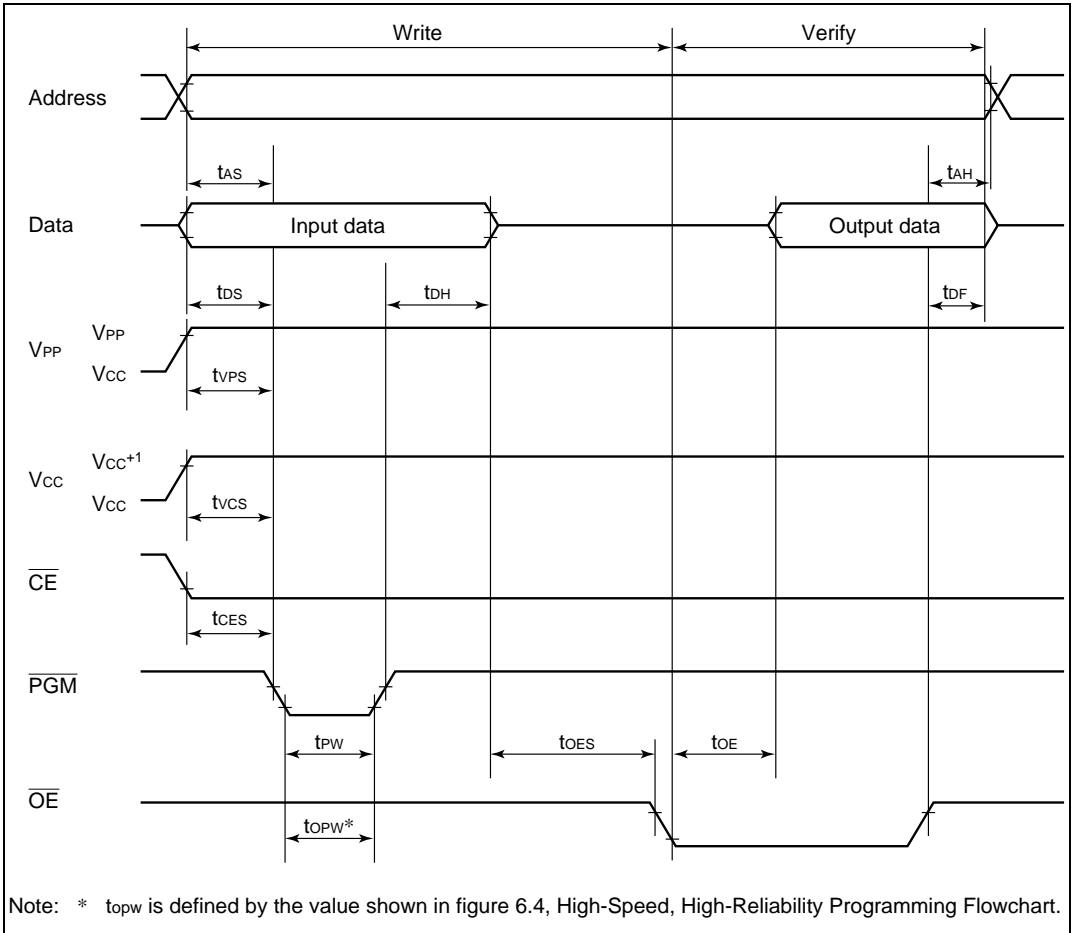 Write Verify
Address
tAS tAH
Data Input data Output data
tDS tDH tDF
VPP
VPP
VCC
tVPS
VCC+1
VCC
VCC
tVCS
CE
tCES
PGM
tPW tOES tOE
OE
tOPW*
Note: * topw is defined by the value shown in figure 6.4, High-Speed, High-Reliability Programming Flowchart.